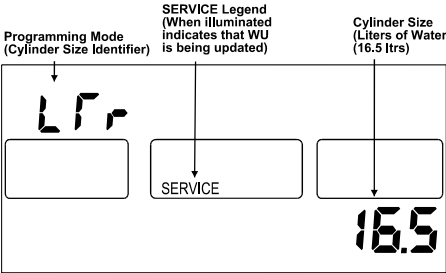 Programming Mode
(Cylinder Size Identifier)
SERVICE Legend
(When illuminated
indicates that WU
is being updated)
Cylinder Size
(Liters of Water
(16.5 ltrs)
LTr
SERVICE
16.5